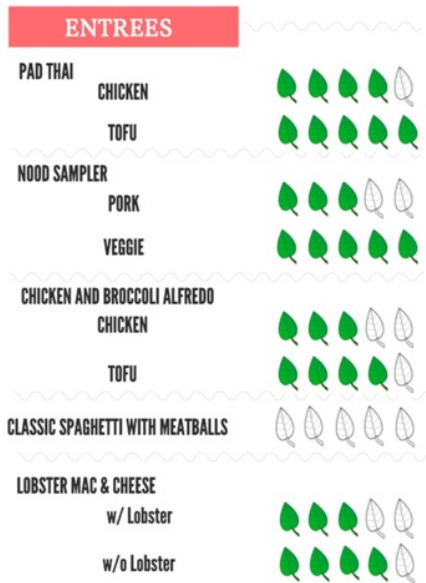 ENTREES
PAD THAI
CHICKEN
TOFU
NOOD SAMPLER
PORK
VEGGIE
CHICKEN AND BROCCOLI ALFREDO
CHICKEN
TOFU
CLASSIC SPAGHETTI WITH MEATBALLS
LOBSTER MAC & CHEESE
w/ Lobster
w/o Lobster